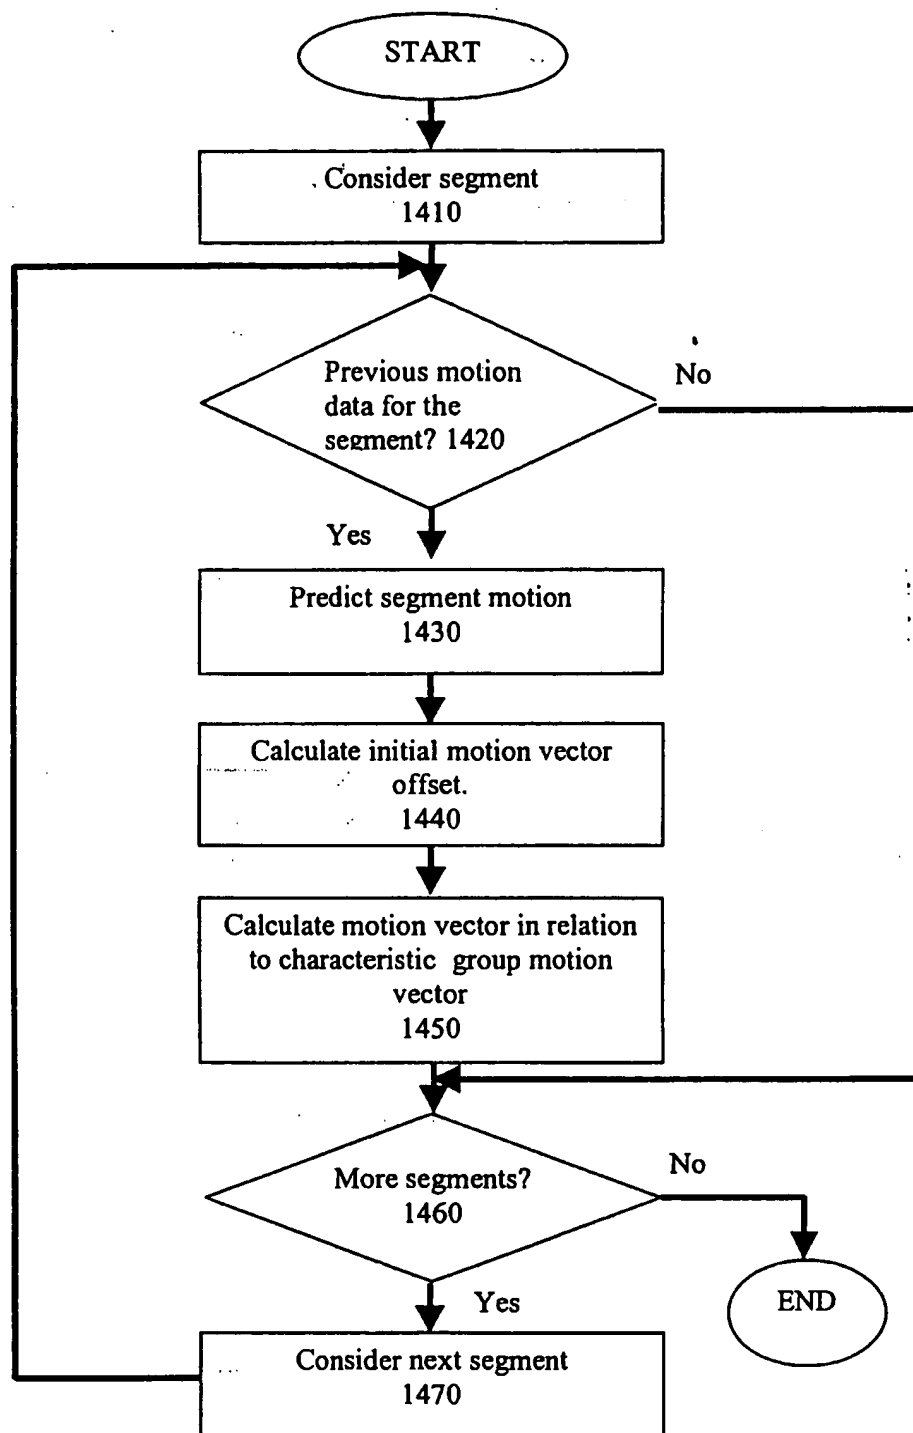 START
Consider segment
1410
Previous motion
data for the
segment? 1420
No
Yes
Predict segment motion
1430
Calculate initial motion vector
offset.
1440
Calculate motion vector in relation
to characteristic group motion
vector
1450
More segments?
1460
No
Yes
END
Consider next segment
1470